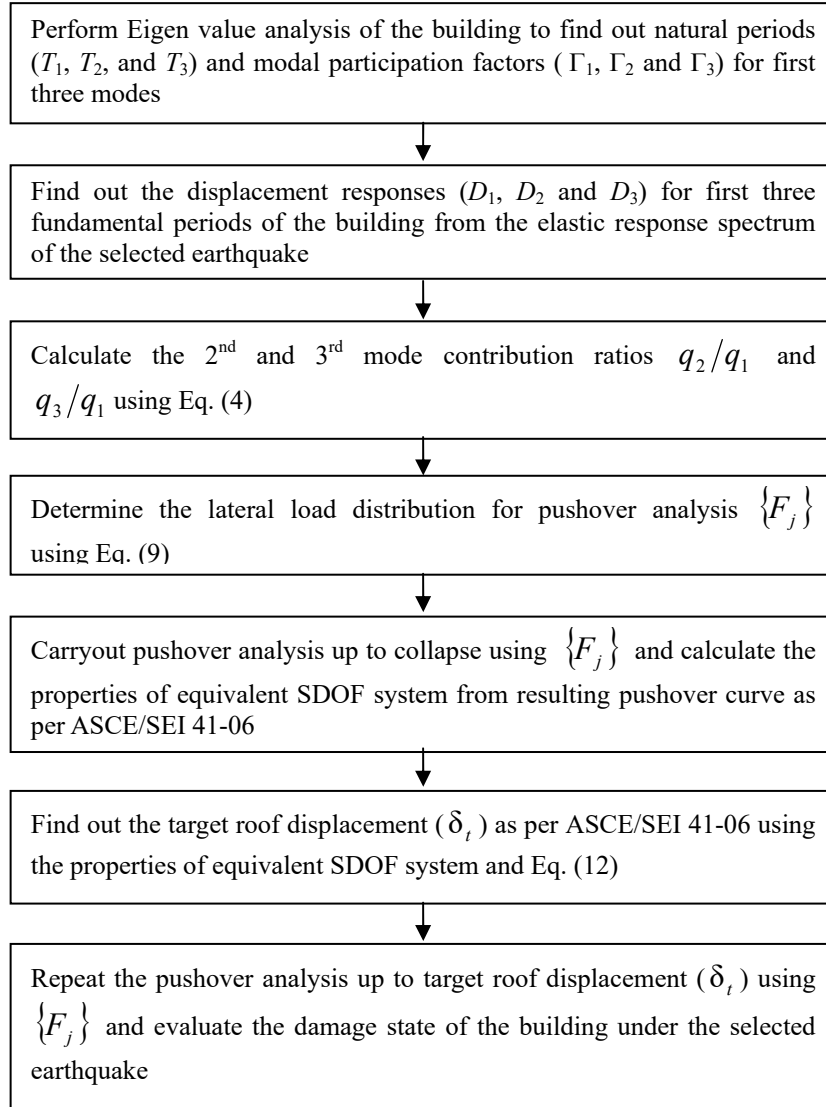 Perform Eigen value analysis of the building to find out natural periods
(T₁, T₂, and T₃) and modal participation factors ( Γ₁, Γ₂ and Γ₃) for first
three modes
Find out the displacement responses (D₁, D₂ and D₃) for first three
fundamental periods of the building from the elastic response spectrum
of the selected earthquake
Calculate the 2ⁿᵈ and 3ʳᵈ mode contribution ratios q₂/q₁ and
q₃/q₁ using Eq. (4)
Determine the lateral load distribution for pushover analysis {Fⱼ}
using Eq. (9)
Carryout pushover analysis up to collapse using {Fⱼ} and calculate the
properties of equivalent SDOF system from resulting pushover curve as
per ASCE/SEI 41-06
Find out the target roof displacement ( δₜ ) as per ASCE/SEI 41-06 using
the properties of equivalent SDOF system and Eq. (12)
Repeat the pushover analysis up to target roof displacement ( δₜ ) using
{Fⱼ} and evaluate the damage state of the building under the selected
earthquake